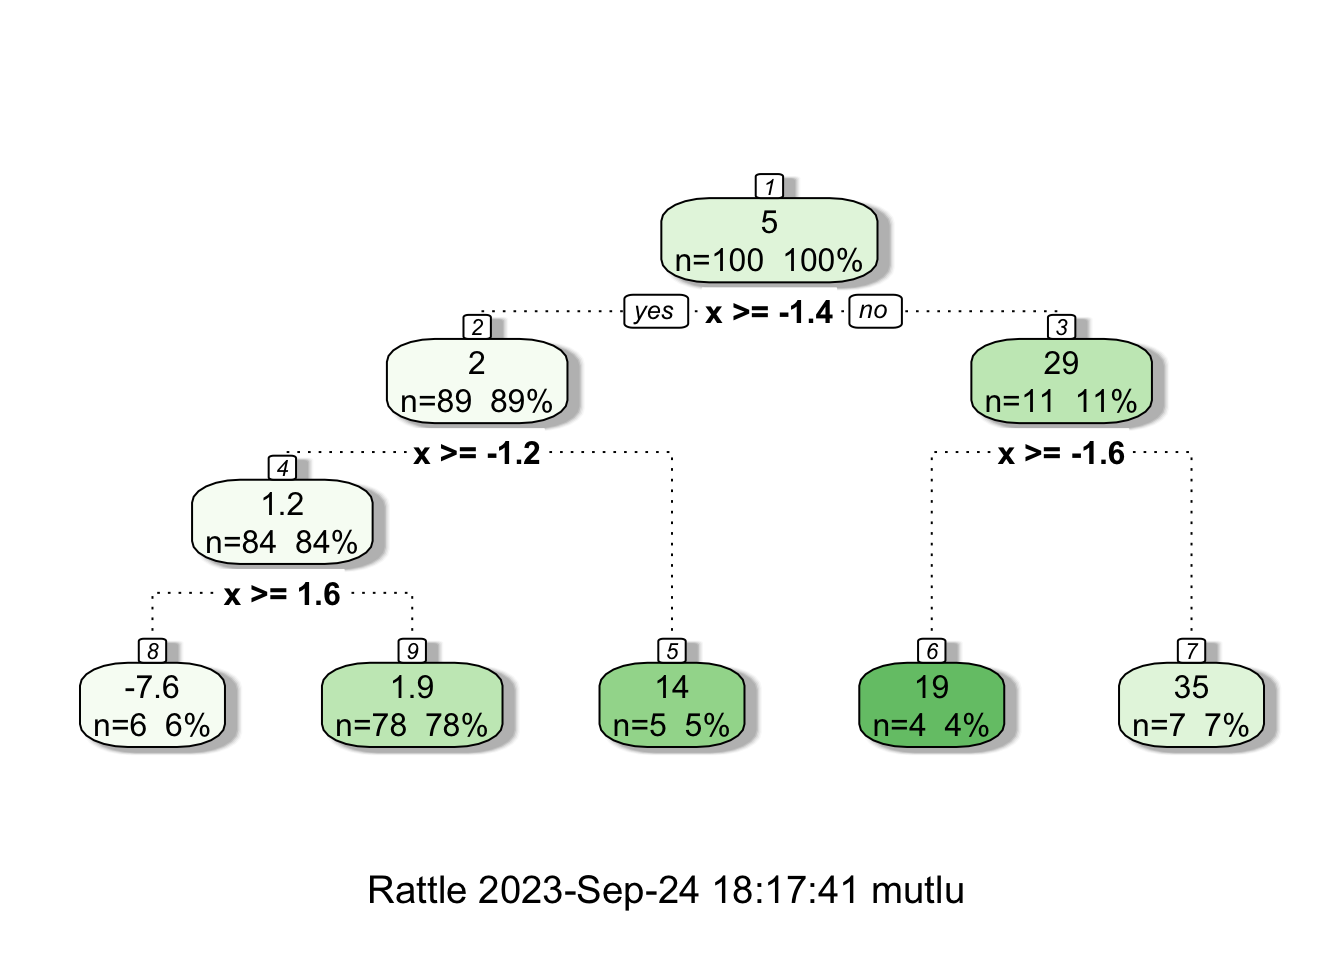 1
5
n=100 100%
yes x >= -1.4 no
2
2
n=89 89%
3
29
n=11 11%
x >= -1.2
x >= -1.6
4
1.2
n=84 84%
x >= 1.6
8
-7.6
n=6 6%
9
1.9
n=78 78%
5
14
n=5 5%
6
19
n=4 4%
7
35
n=7 7%
Rattle 2023-Sep-24 18:17:41 mutlu